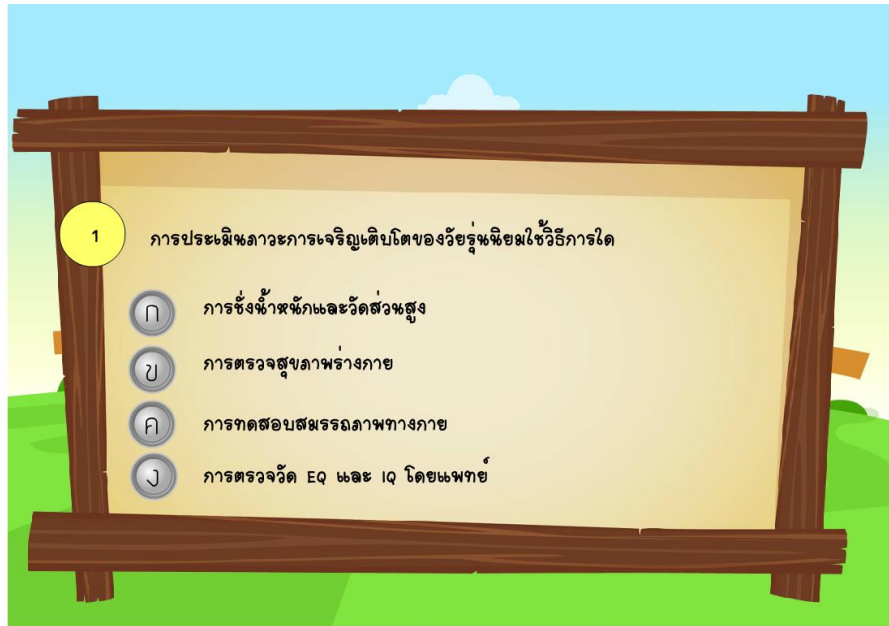 1 การประเมินภาวะการเจริญเติบโตของวัยรุ่นนิยมใช้วิธีการใด
ก การชั่งน้ำหนักและวัดส่วนสูง
ข การตรวจสุขภาพร่างกาย
ค การทดสอบสมรรถภาพทางกาย
ง การตรวจวัด EQ และ IQ โดยแพทย์